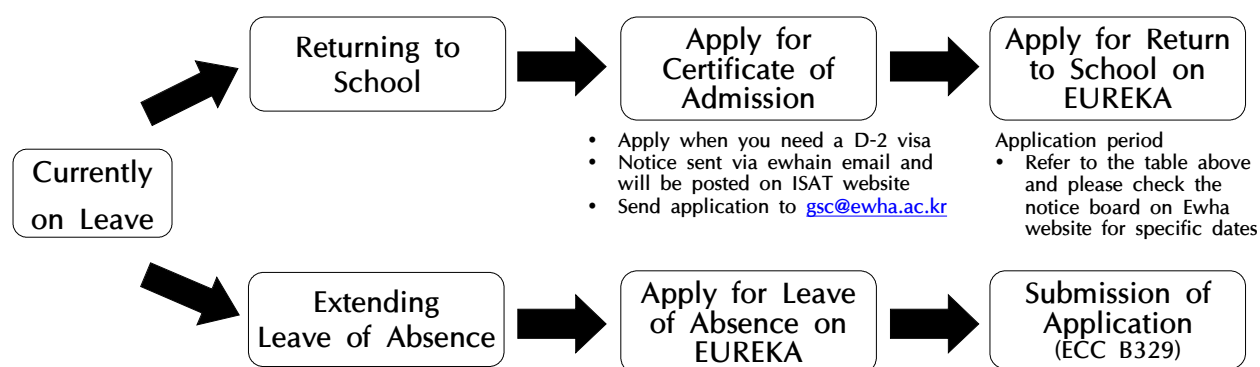 Currently
on Leave
Returning to
School
Apply for
Certificate of
Admission
• Apply when you need a D-2 visa
• Notice sent via ewhain email and
will be posted on ISAT website
• Send application to gsc@ewha.ac.kr
Apply for Return
to School on
EUREKA
Application period
• Refer to the table above
and please check the
notice board on Ewha
website for specific dates
Extending
Leave of Absence
Apply for Leave
of Absence on
EUREKA
Submission of
Application
(ECC B329)